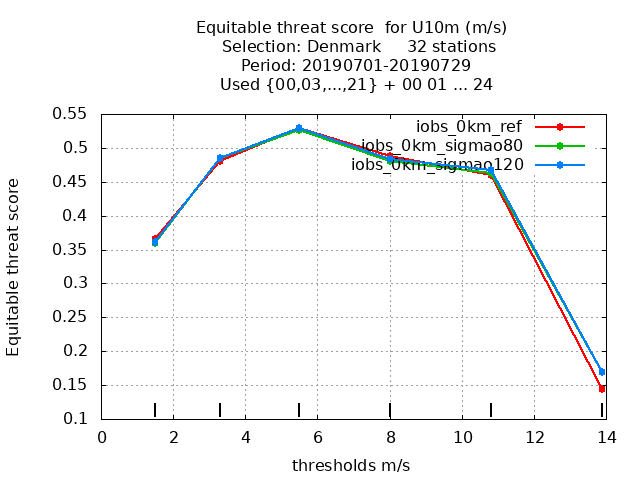 Equitable threat score  for U10m (m/s)
Selection: Denmark     32 stations
Period: 20190701-20190729
Used {00,03,...,21} + 00 01 ... 24
0.55
0.5
0.45
0.4
0.35
0.3
0.25
0.2
0.15
0.1
Equitable threat score
iobs_0km_ref
iobs_0km_sigmao80
iobs_0km_sigmao120
0 2 4 6 8 10 12 14
thresholds m/s